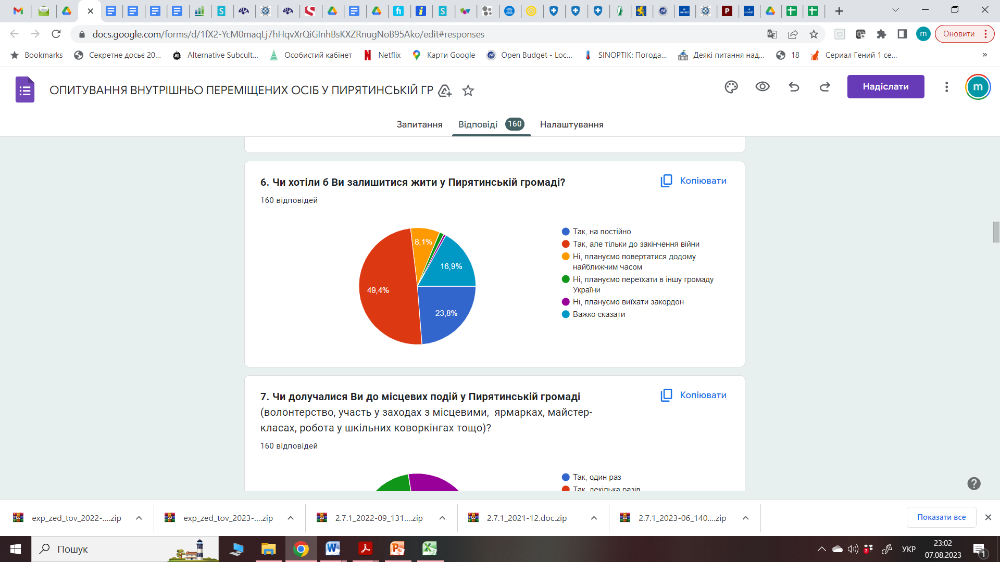 docs.google.com/forms/d/1fX2-YcM0maqLj7hHqvXrQiGInhBsKXZRnugNoB95Ako/edit#responses
m
Оновити
Bookmarks
Секретне досьє 20...
Alternative Subcult...
Особистий кабінет
Netflix
Карти Google
Open Budget - Loc...
SINOPTIK: Погода...
Деякі питання над...
18
Сериал Гений 1 се...
»
ОПИТУВАННЯ ВНУТРІШНЬО ПЕРЕМІЩЕНИХ ОСІБ У ПИРЯТИНСЬКІЙ ГР
Надіслати
m
Запитання
Відповіді 160
Налаштування
6. Чи хотіли б Ви залишитися жити у Пирятинській громаді?
Копіювати
160 відповідей
8,1%
16,9%
49,4%
23,8%
Так, на постійно
Так, але тільки до закінчення війни
Ні, плануємо повертатися додому
найближчим часом
Ні, плануємо переїхати в іншу громаду
України
Ні, плануємо виїхати закордон
Важко сказати
7. Чи долучалися Ви до місцевих подій у Пирятинській громаді
Копіювати
(волонтерство, участь у заходах з місцевими, ярмарках, майстер-
класах, робота у шкільних коворкінгах тощо)?
160 відповідей
Так, один раз
Так, декілька разів
exp_zed_tov_2022-....zip
exp_zed_tov_2023-....zip
2.7.1_2022-09_131....zip
2.7.1_2021-12.doc.zip
2.7.1_2023-06_140....zip
Показати все
Пошук
УКР
23:02
07.08.2023
1